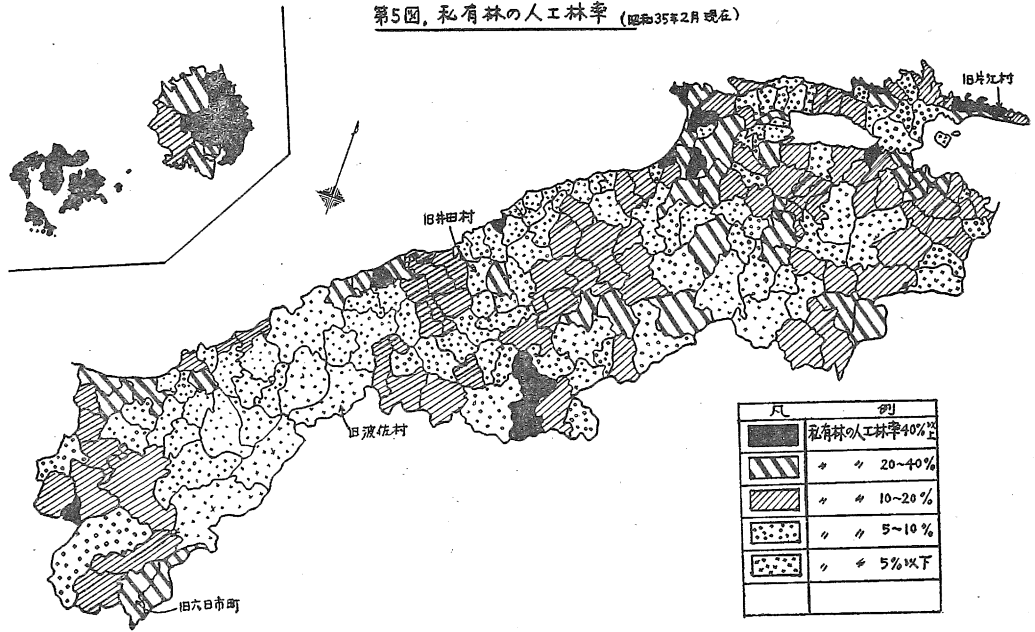 第5図. 私有林の人工林率 (昭和35年2月現在)
旧片江村
旧井田村
旧波佐村
旧六日市町
凡 例
私有林の人工林率40%以上
〃 〃 20~40%
〃 〃 10~20%
〃 〃 5~10%
〃 〃 5%以下